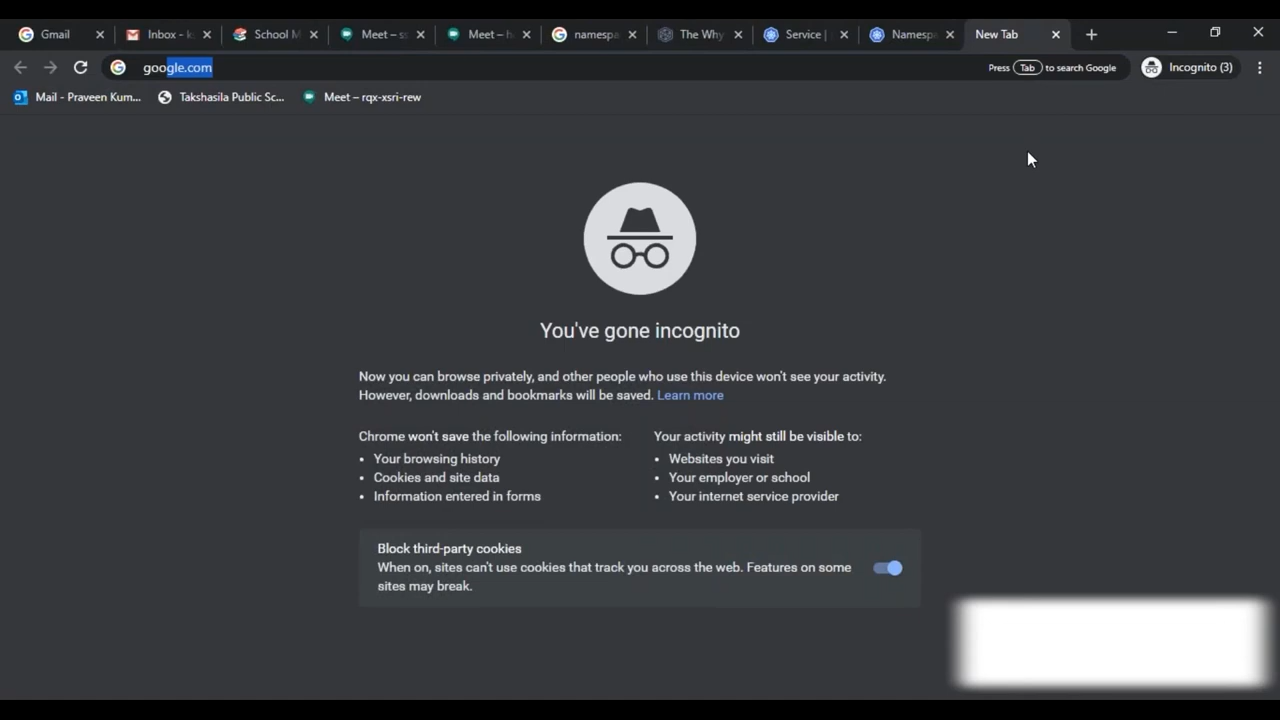 Gmail
Inbox - k
School M
Meet – s
Meet – h
namesp
The Why
Service |
Namesp
New Tab
google.com
Press Tab to search Google
Incognito (3)
Mail - Praveen Kum...
Takshasila Public Sc...
Meet – rqx-xsri-rew
You've gone incognito
Now you can browse privately, and other people who use this device won't see your activity.
However, downloads and bookmarks will be saved. Learn more
Chrome won't save the following information:
• Your browsing history
• Cookies and site data
• Information entered in forms
Your activity might still be visible to:
• Websites you visit
• Your employer or school
• Your internet service provider
Block third-party cookies
When on, sites can't use cookies that track you across the web. Features on some
sites may break.